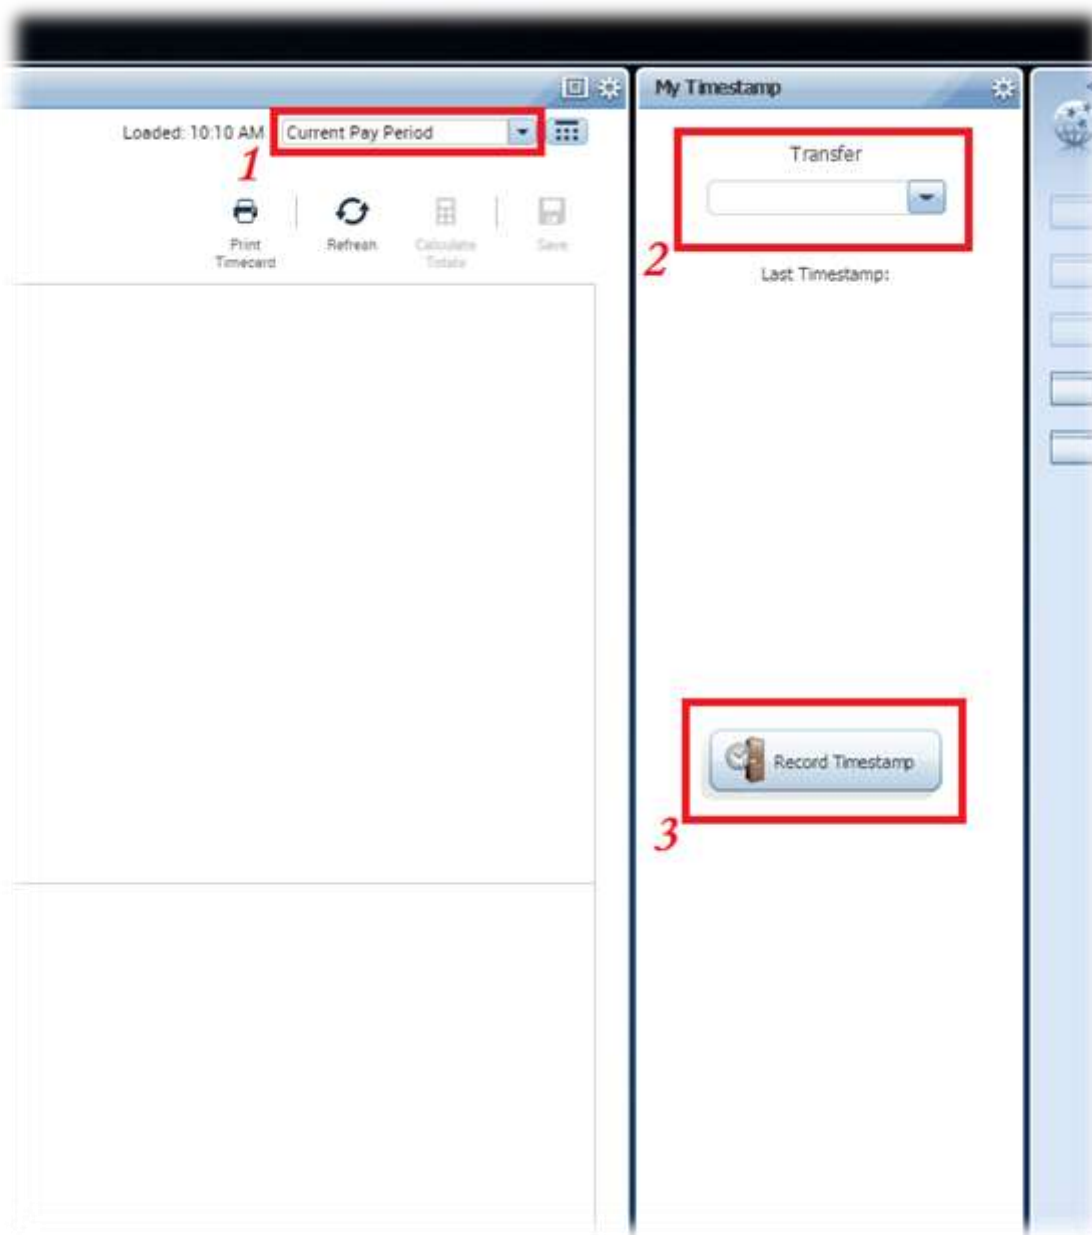 My Timestamp
Loaded: 10:10 AM Current Pay Period
1
Transfer
Print
Timecard
Refresh
Calculate
Totals
Save
2
Last Timestamp:
Record Timestamp
3